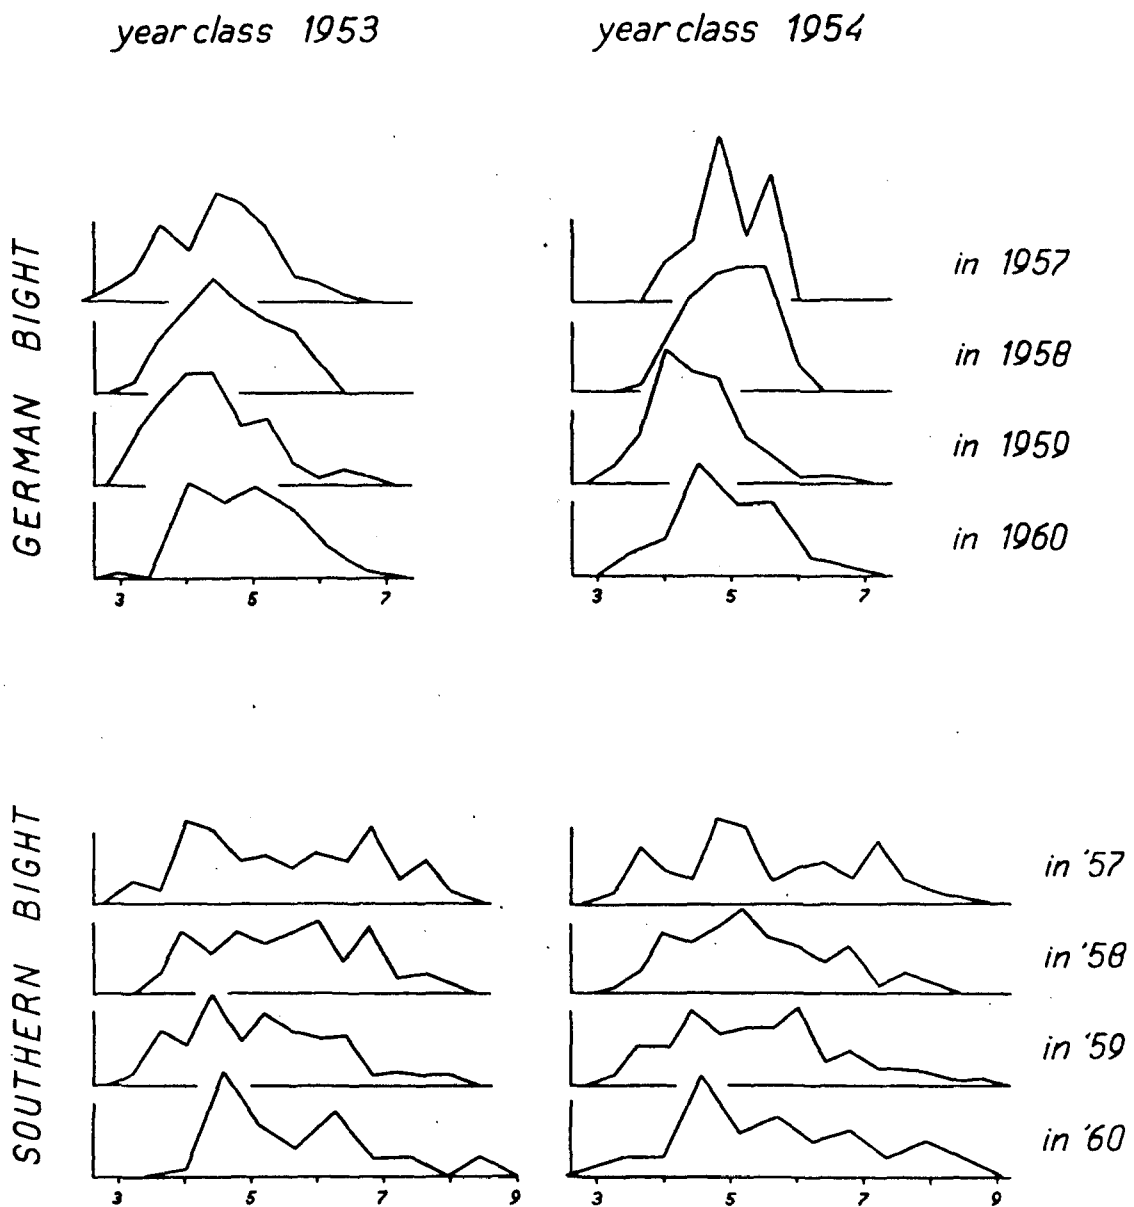 year class 1953
year class 1954
GERMAN BIGHT
in 1957
in 1958
in 1959
in 1960
3 5 7
3 5 7
SOUTHERN BIGHT
in '57
in '58
in '59
in '60
3 5 7 9
3 5 7 9